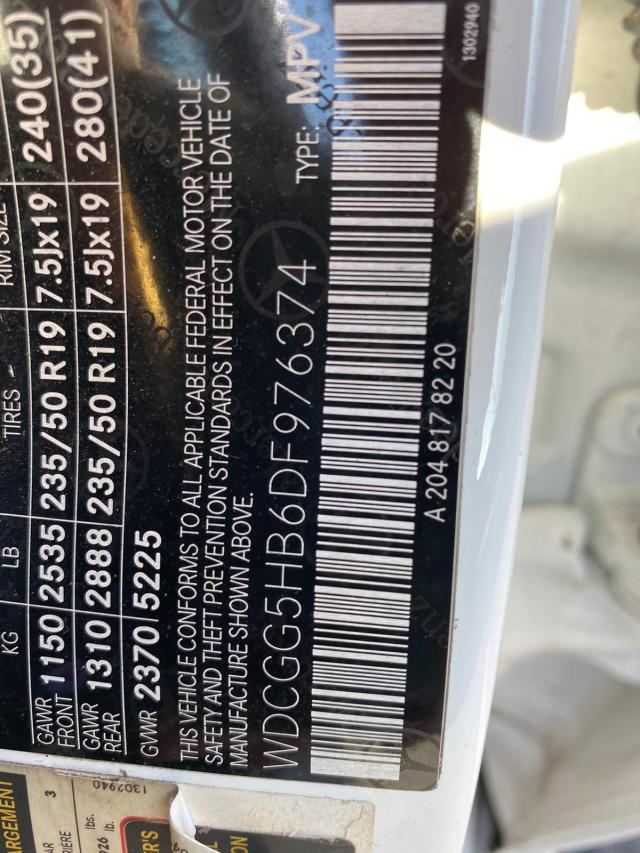 KG LB TIRES - RIM SIZE
GAWR FRONT 1150 2535 235/50 R19 7.5Jx19 240(35)
GAWR REAR 1310 2888 235/50 R19 7.5Jx19 280(41)
GVWR 2370 5225
THIS VEHICLE CONFORMS TO ALL APPLICABLE FEDERAL MOTOR VEHICLE
SAFETY AND THEFT PREVENTION STANDARDS IN EFFECT ON THE DATE OF
MANUFACTURE SHOWN ABOVE.
WDCGG5HB6DF976374 TYPE: MPV
A 204 817 82 20
1302940
1302940
3
lbs.
lb.